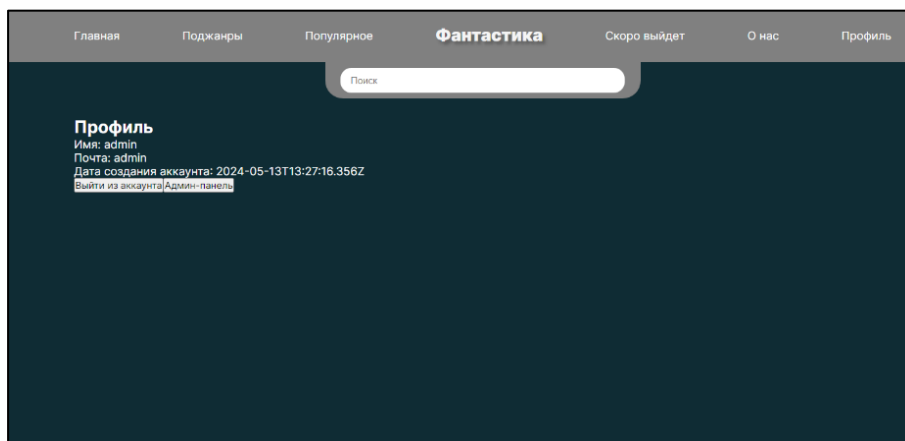 Главная Поджанры Популярное Фантастика Скоро выйдет О нас Профиль
Поиск
Профиль
Имя: admin
Почта: admin
Дата создания аккаунта: 2024-05-13T13:27:16.356Z
Выйти из аккаунта Админ-панель